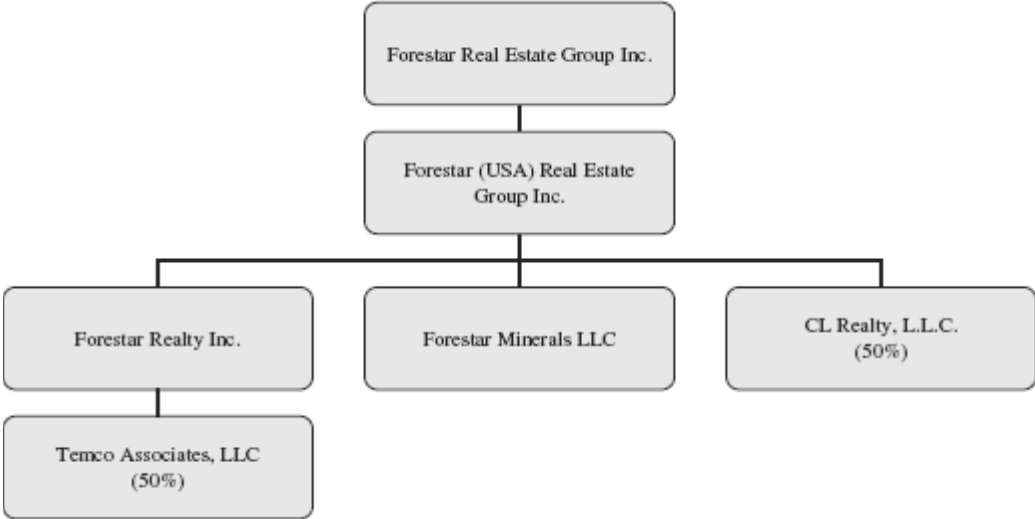 Forestar Real Estate Group Inc.
Forestar (USA) Real Estate
Group Inc.
Forestar Realty Inc.
Forestar Minerals LLC
CL Realty, L.L.C.
(50%)
Temco Associates, LLC
(50%)